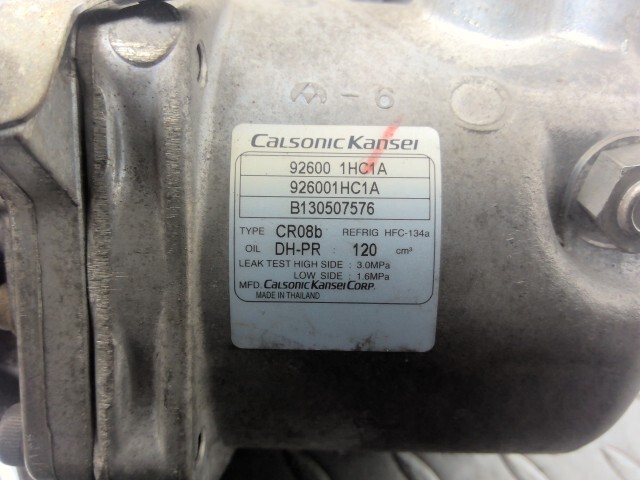 -6
CALSONIC KANSEI
92600 1HC1A
926001HC1A
B130507576
TYPE CR08b REFRIG HFC-134a
OIL DH-PR : 120 cm³
LEAK TEST HIGH SIDE : 3.0MPa
LOW SIDE : 1.6MPa
MFD. CALSONIC KANSEI CORP.
MADE IN THAILAND